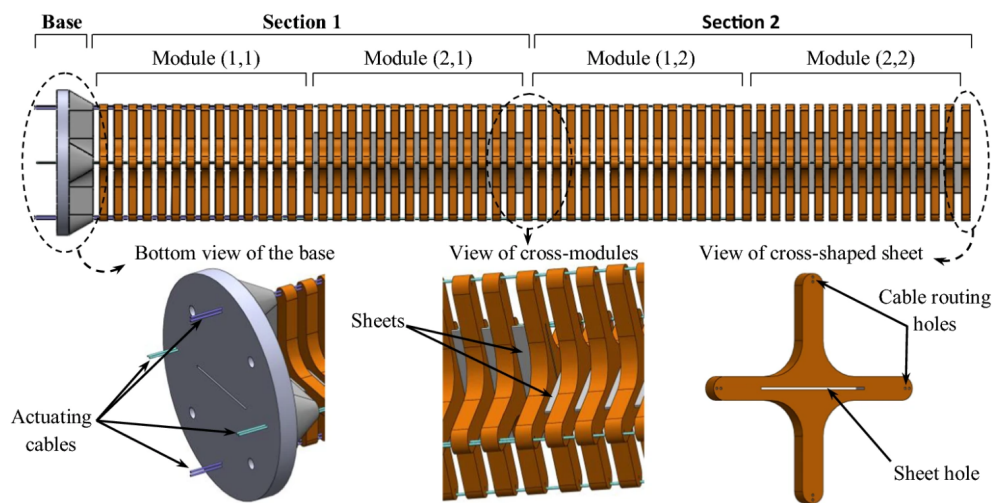 Base
Section 1
Section 2
Module (1,1)
Module (2,1)
Module (1,2)
Module (2,2)
Bottom view of the base
View of cross-modules
View of cross-shaped sheet
Actuating
cables
Sheets
Cable routing
holes
Sheet hole